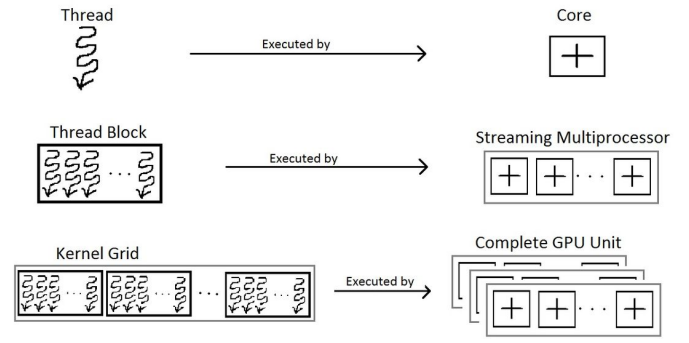 Thread
Executed by
Core
Thread Block
Executed by
Streaming Multiprocessor
Kernel Grid
Executed by
Complete GPU Unit